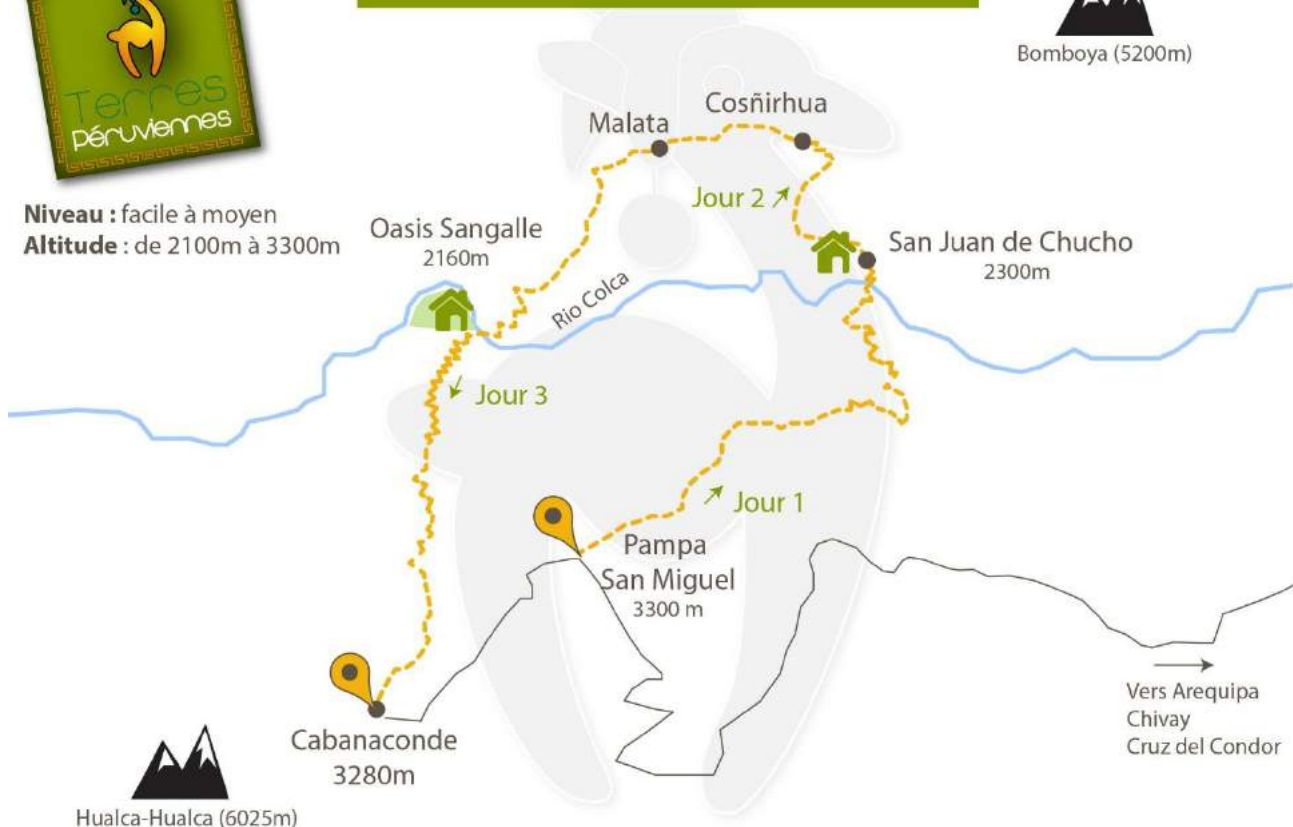 Terres
Péruviennes
Bomboya (5200m)
Niveau : facile à moyen
Altitude : de 2100m à 3300m
Malata
Cosñirhua
Jour 2
Oasis Sangalle
2160m
San Juan de Chucho
2300m
Rio Colca
Jour 3
Jour 1
Pampa
San Miguel
3300 m
Cabanaconde
3280m
Vers Arequipa
Chivay
Cruz del Condor
Hualca-Hualca (6025m)